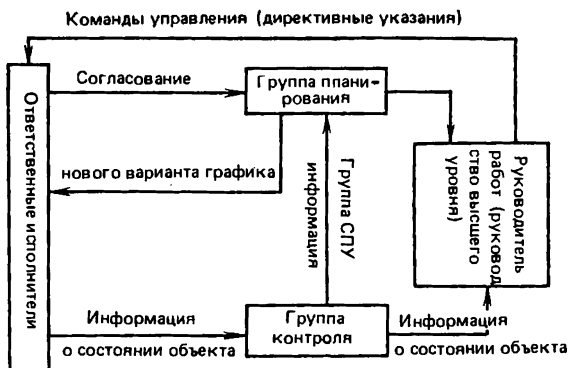 Команды управления (директивные указания)
Согласование
Группа плани-
рования
нового варианта графика
Ответственные исполнители
Группа СПУ
информация
Руководитель
работ (руковод
ство высшего
уровня)
Информация
о состоянии объекта
Группа
контроля
Информация
о состоянии объекта